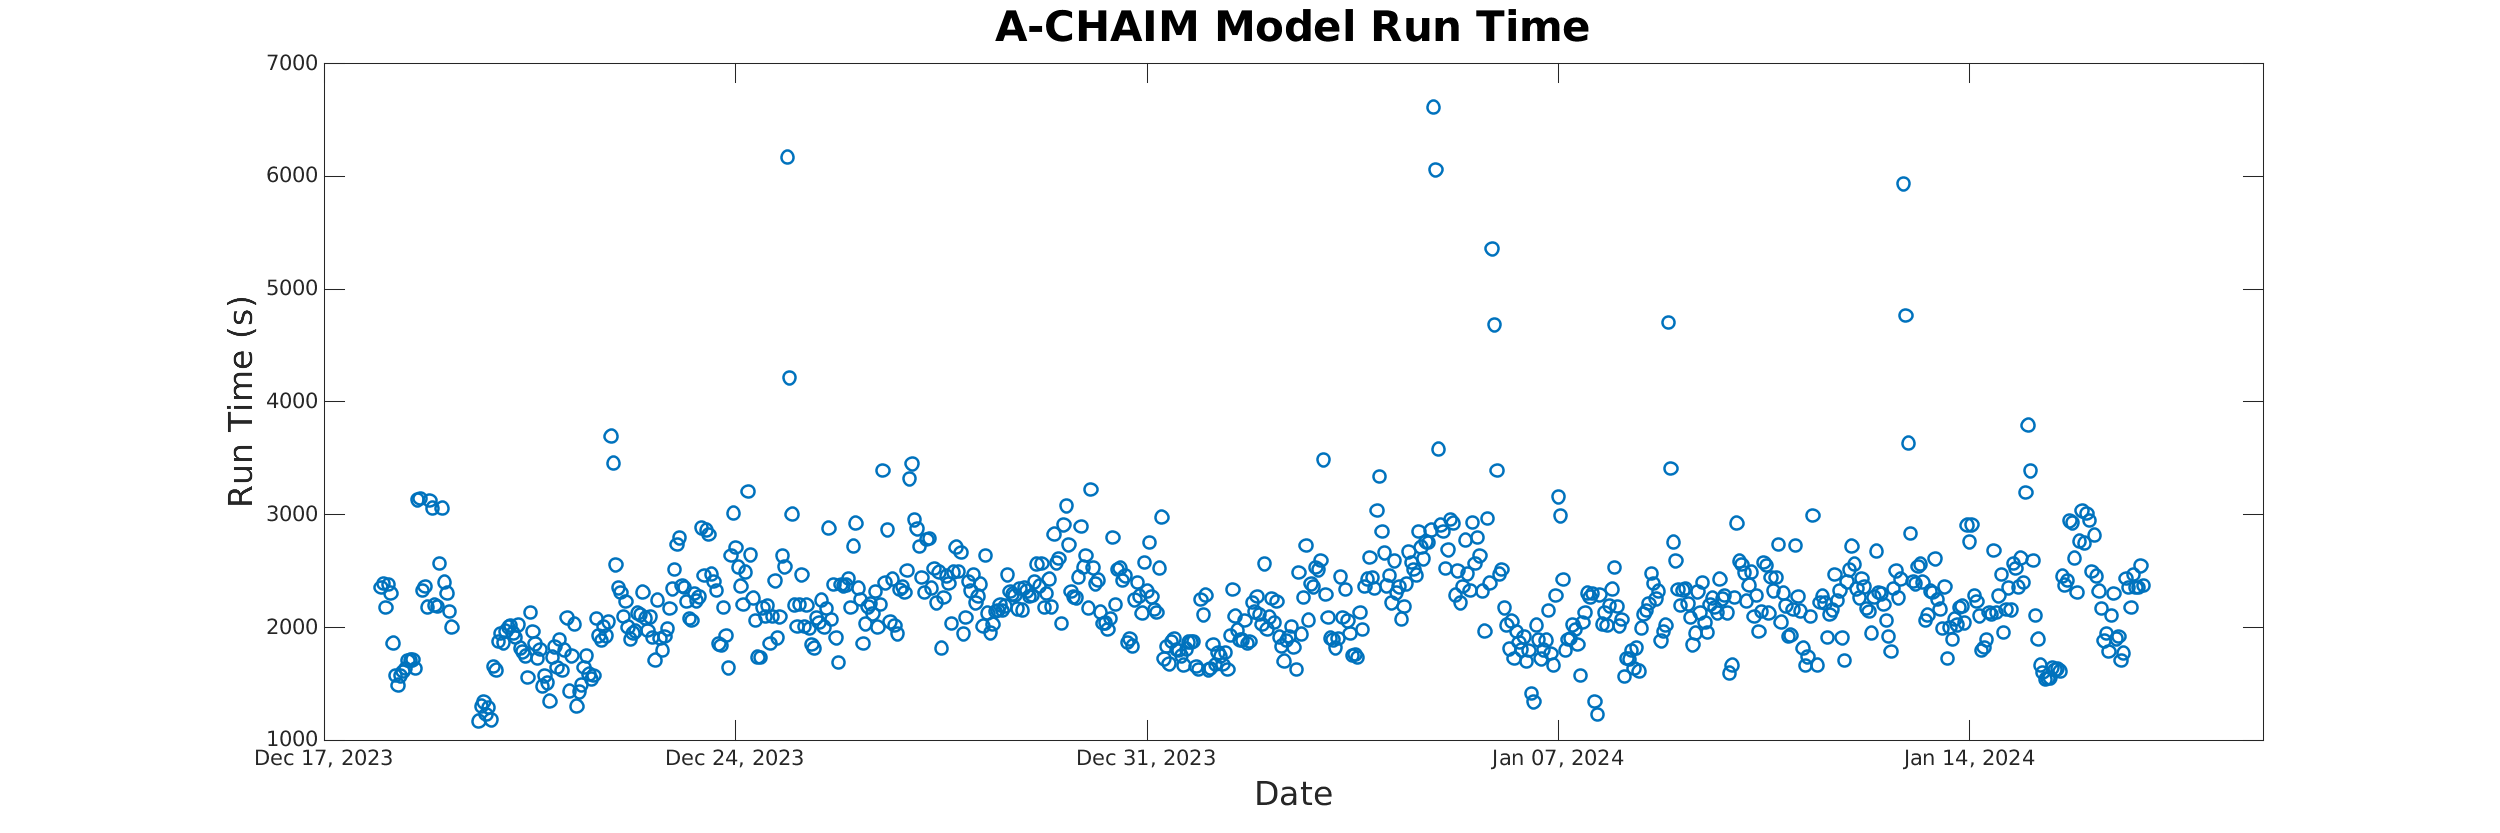 A-CHAIM Model Run Time
7000
6000
5000
4000
3000
2000
1000
Run Time (s)
Dec 17, 2023
Dec 24, 2023
Dec 31, 2023
Jan 07, 2024
Jan 14, 2024
Date